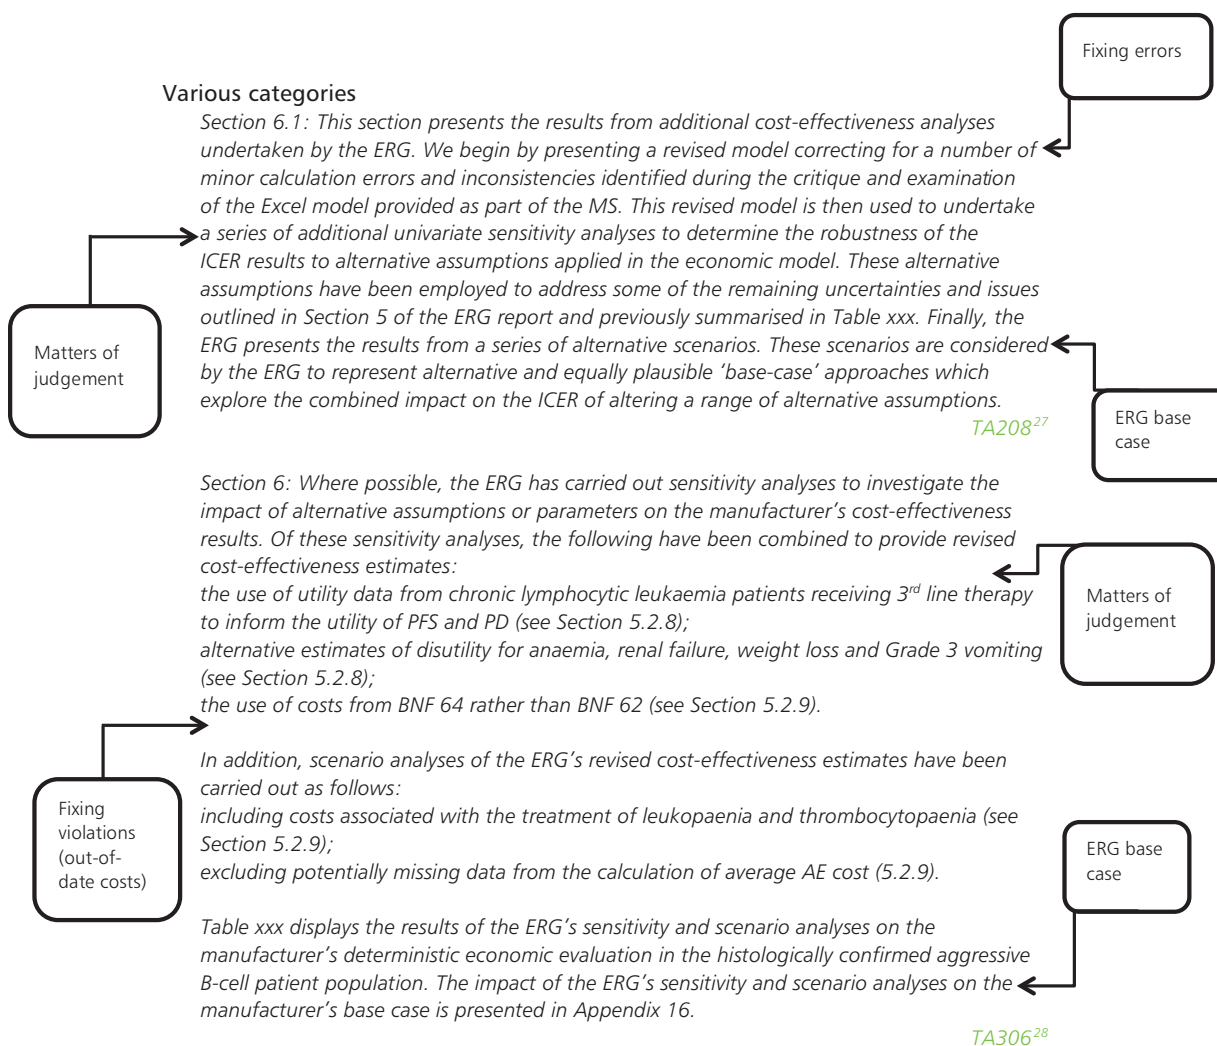 Fixing errors
Various categories
Section 6.1: This section presents the results from additional cost-effectiveness analyses
undertaken by the ERG. We begin by presenting a revised model correcting for a number of
minor calculation errors and inconsistencies identified during the critique and examination
of the Excel model provided as part of the MS. This revised model is then used to undertake
a series of additional univariate sensitivity analyses to determine the robustness of the
ICER results to alternative assumptions applied in the economic model. These alternative
assumptions have been employed to address some of the remaining uncertainties and issues
outlined in Section 5 of the ERG report and previously summarised in Table xxx. Finally, the
ERG presents the results from a series of alternative scenarios. These scenarios are considered
by the ERG to represent alternative and equally plausible ‘base-case’ approaches which
explore the combined impact on the ICER of altering a range of alternative assumptions.
TA208²⁷
Matters of
judgement
ERG base
case
Section 6: Where possible, the ERG has carried out sensitivity analyses to investigate the
impact of alternative assumptions or parameters on the manufacturer’s cost-effectiveness
results. Of these sensitivity analyses, the following have been combined to provide revised
cost-effectiveness estimates:
the use of utility data from chronic lymphocytic leukaemia patients receiving 3rd line therapy
to inform the utility of PFS and PD (see Section 5.2.8);
alternative estimates of disutility for anaemia, renal failure, weight loss and Grade 3 vomiting
(see Section 5.2.8);
the use of costs from BNF 64 rather than BNF 62 (see Section 5.2.9).
Matters of
judgement
In addition, scenario analyses of the ERG’s revised cost-effectiveness estimates have been
carried out as follows:
including costs associated with the treatment of leukopaenia and thrombocytopaenia (see
Section 5.2.9);
excluding potentially missing data from the calculation of average AE cost (5.2.9).
Fixing
violations
(out-of-
date costs)
ERG base
case
Table xxx displays the results of the ERG’s sensitivity and scenario analyses on the
manufacturer’s deterministic economic evaluation in the histologically confirmed aggressive
B-cell patient population. The impact of the ERG’s sensitivity and scenario analyses on the
manufacturer’s base case is presented in Appendix 16.
TA306²⁸